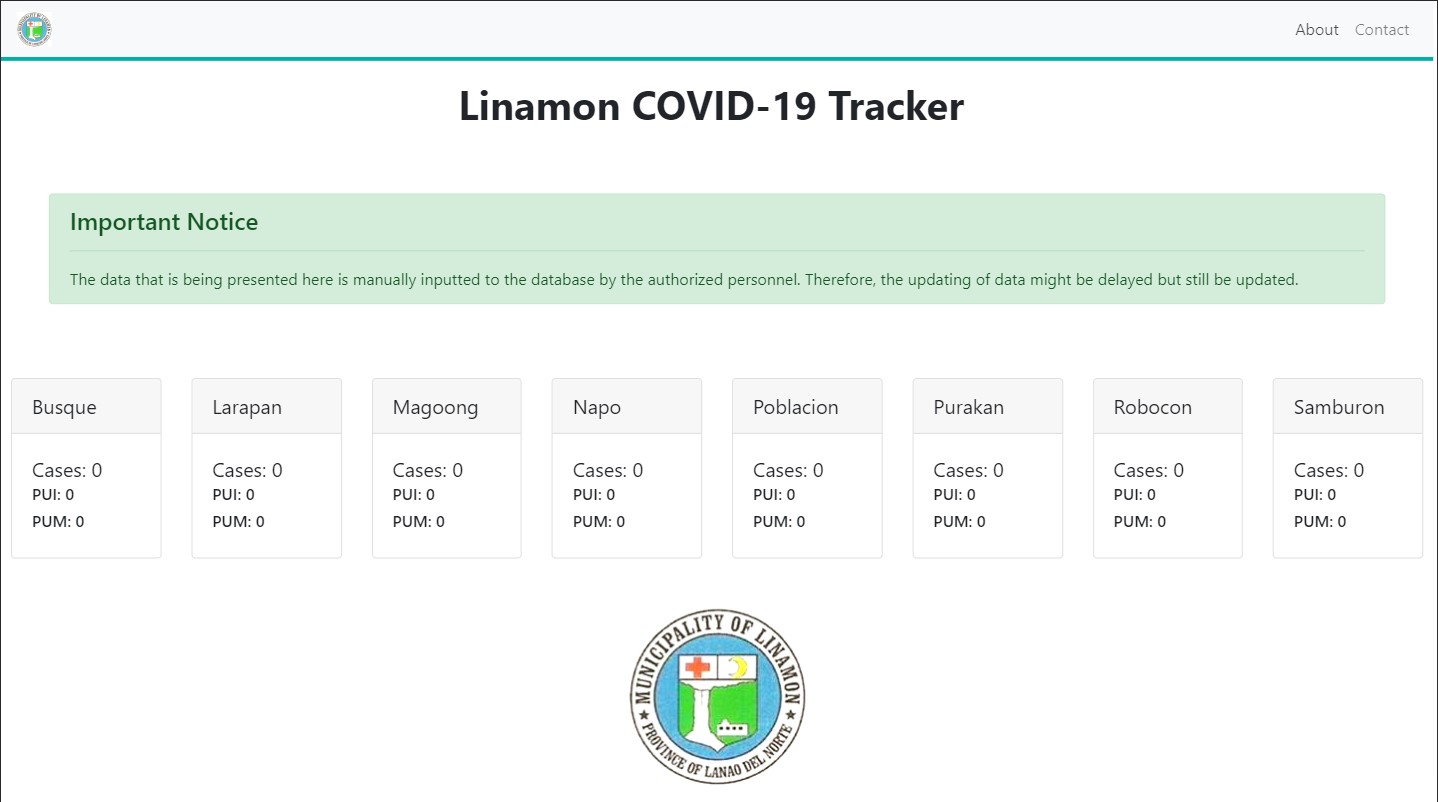 About Contact
Linamon COVID-19 Tracker
Important Notice
The data that is being presented here is manually inputted to the database by the authorized personnel. Therefore, the updating of data might be delayed but still be updated.
Busque
Cases: 0
PUI: 0
PUM: 0
Larapan
Cases: 0
PUI: 0
PUM: 0
Magoong
Cases: 0
PUI: 0
PUM: 0
Napo
Cases: 0
PUI: 0
PUM: 0
Poblacion
Cases: 0
PUI: 0
PUM: 0
Purakan
Cases: 0
PUI: 0
PUM: 0
Robocon
Cases: 0
PUI: 0
PUM: 0
Samburon
Cases: 0
PUI: 0
PUM: 0
MUNICIPALITY OF LINAMON
PROVINCE OF LANAO DEL NORTE